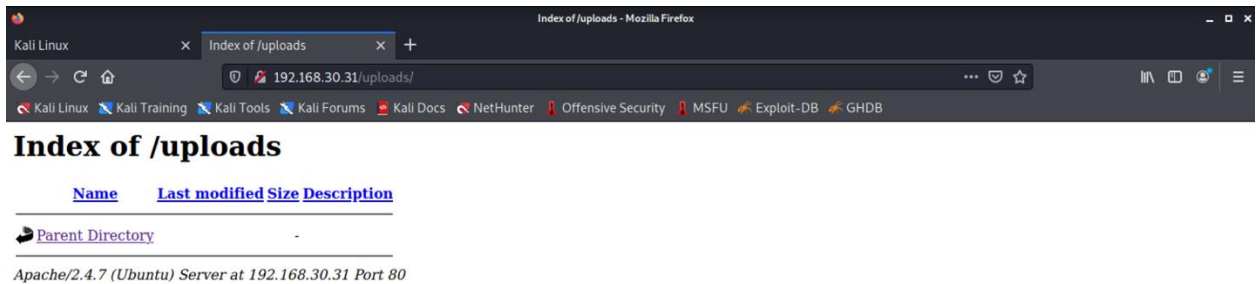 Index of /uploads - Mozilla Firefox
Kali Linux
Index of /uploads
192.168.30.31/uploads/
Kali Linux Kali Training Kali Tools Kali Forums Kali Docs NetHunter Offensive Security MSFU Exploit-DB GHDB
Index of /uploads
Name Last modified Size Description
Parent Directory -
Apache/2.4.7 (Ubuntu) Server at 192.168.30.31 Port 80